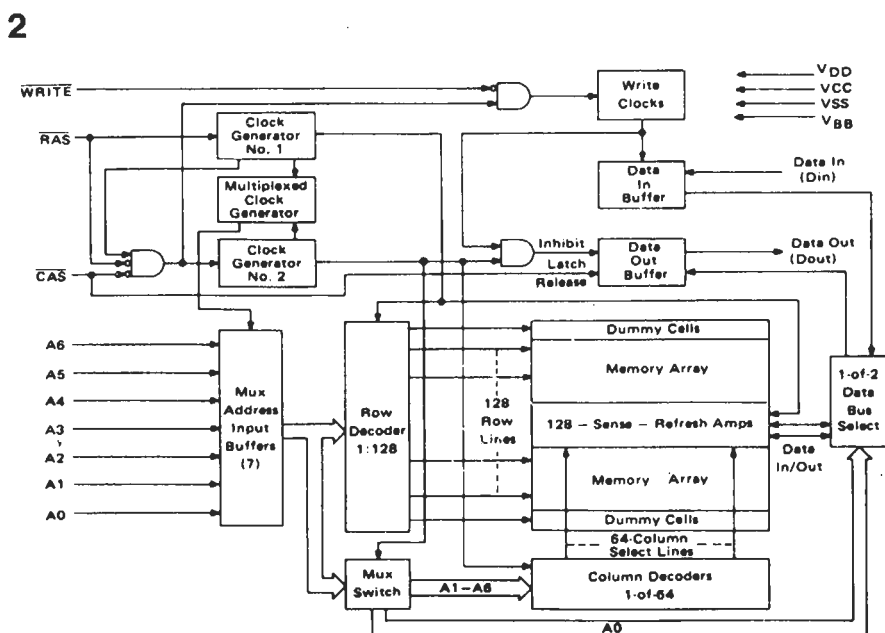 2
WRITE
RAS
CAS
Clock
Generator
No. 1
Multiplexed
Clock
Generator
Clock
Generator
No. 2
Write
Clocks
VDD
VCC
VSS
VBB
Data
In
Buffer
Data In
(Din)
Inhibit
Latch
Release
Data
Out
Buffer
Data Out
(Dout)
A6
A5
A4
A3
A2
A1
A0
Mux
Address
Input
Buffers
(7)
Row
Decoder
1:128
128
Row
Lines
Dummy Cells
Memory Array
128 – Sense – Refresh Amps
Memory Array
Dummy Cells
1-of-2
Data
Bus
Select
Data
In/Out
64-Column
Select Lines
Mux
Switch
A1–A6
Column Decoders
1-of-64
A0